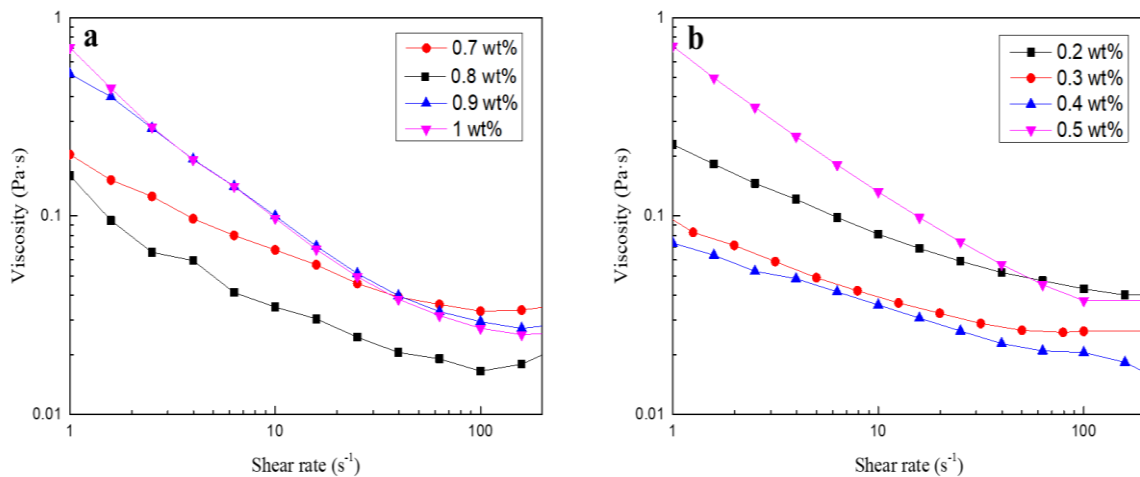 a
0.7 wt%
0.8 wt%
0.9 wt%
1 wt%
1
0.1
0.01
Viscosity (Pa·s)
1
10
100
Shear rate (s⁻¹)
b
0.2 wt%
0.3 wt%
0.4 wt%
0.5 wt%
1
0.1
0.01
Viscosity (Pa·s)
1
10
100
Shear rate (s⁻¹)